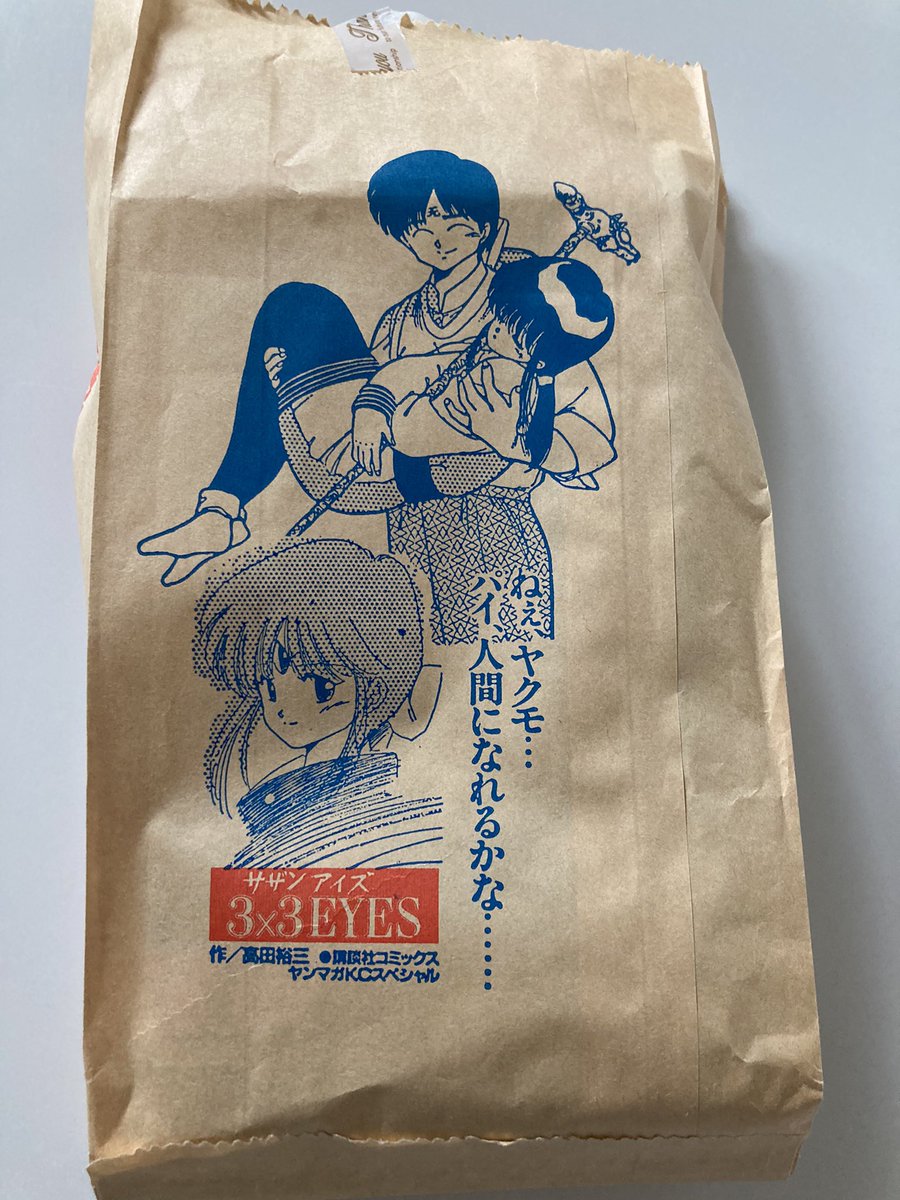 ねぇ、ヤクモ…
パイ、人間になれるかな……
サザンアイズ
3×3EYES
作／高田裕三 ●講談社コミックス
ヤンマガKCスペシャル